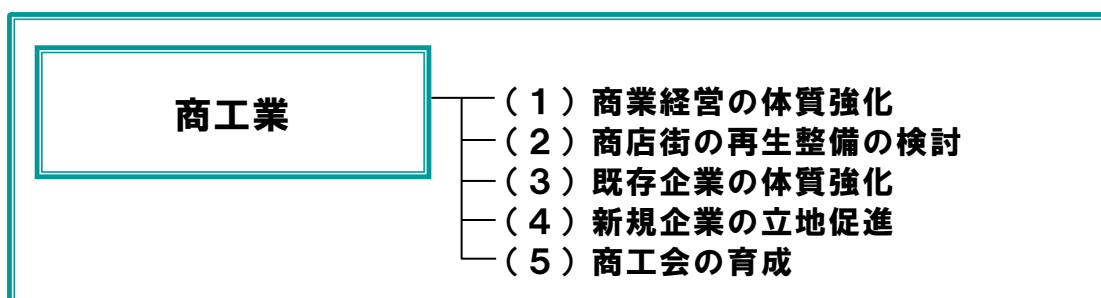 商工業
（１）商業経営の体質強化
（２）商店街の再生整備の検討
（３）既存企業の体質強化
（４）新規企業の立地促進
（５）商工会の育成